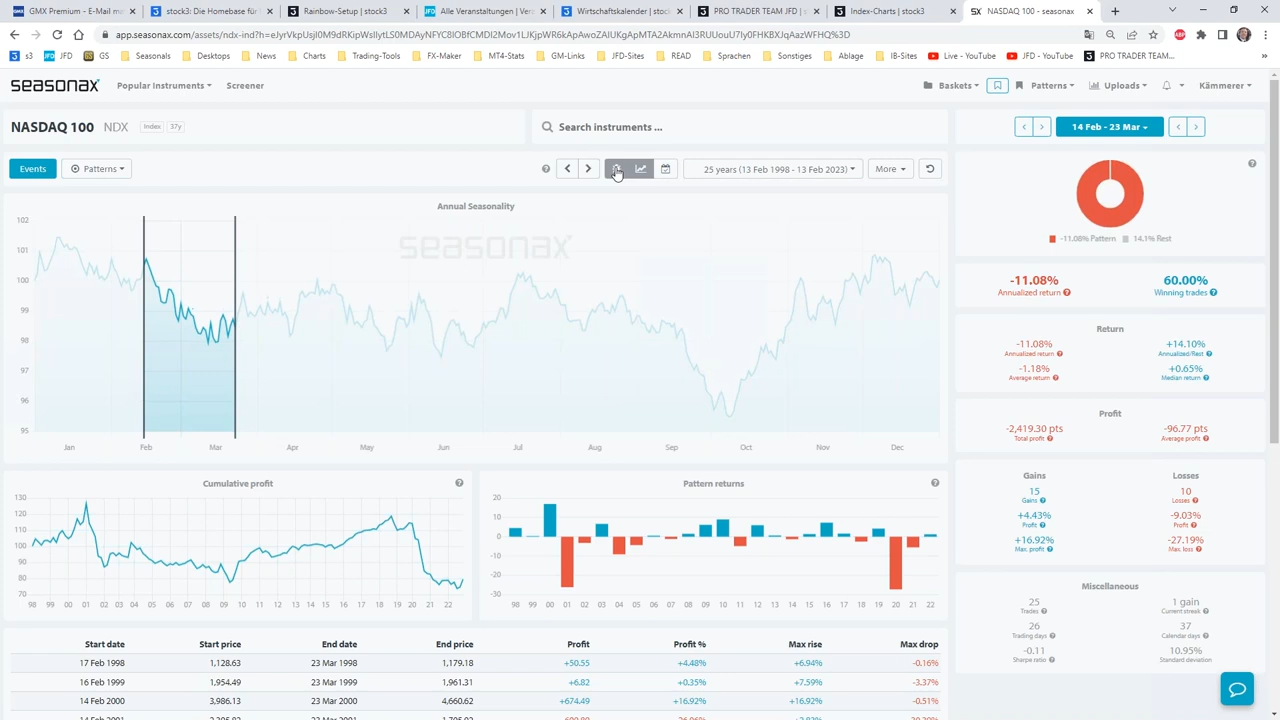 GMX Premium - E-Mail ma
stock3: Die Homebase für
Rainbow-Setup | stock3
Alle Veranstaltungen | Ver
Wirtschaftskalender | stoc
PRO TRADER TEAM JFD | st
Index-Charts | stock3
NASDAQ 100 - seasonax
s3
JFD
GS
Seasonals
Desktops
News
Charts
Trading-Tools
FX-Maker
MT4-Stats
GM-Links
JFD-Sites
READ
Sprachen
Sonstiges
Ablage
IB-Sites
Live - YouTube
JFD - Youtube
PRO TRADER TEAM...
seasonax
Popular Instruments
Screener
Baskets
Patterns
Uploads
Kämmerer
NASDAQ 100 NDX Index 37y
Search instruments ...
14 Feb - 23 Mar
Events
Patterns
25 years (13 Feb 1998 - 13 Feb 2023)
More
Annual Seasonality
seasonax
102
101
100
99
98
97
96
95
Jan Feb Mar Apr May Jun Jul Aug Sep Oct Nov Dec
-11.08% Pattern 14.1% Rest
-11.08% 60.00%
Annualized return Winning trades
Return
-11.08% +14.10%
Annualized return Annualized/Rest
-1.18% +0.65%
Average return Median return
Profit
-2,419.30 pts -96.77 pts
Total profit Average profit
Gains Losses
15 10
Gains Losses
+4.43% -9.03%
Profit Profit
+16.92% -27.19%
Max. profit Max. loss
Miscellaneous
25 1 gain
Trades Current streak
26 37
Trading days Calendar days
-0.11 10.95%
Sharpe ratio Standard deviation
Cumulative profit
130
120
110
100
90
80
70
98 99 00 01 02 03 04 05 06 07 08 09 10 11 12 13 14 15 16 17 18 19 20 21 22
Pattern returns
20
10
0
-10
-20
-30
98 99 00 01 02 03 04 05 06 07 08 09 10 11 12 13 14 15 16 17 18 19 20 21 22
Start date Start price End date End price Profit Profit % Max rise Max drop
17 Feb 1998 1,128.63 23 Mar 1998 1,179.18 +50.55 +4.48% +6.94% -0.16%
16 Feb 1999 1,954.49 23 Mar 1999 1,961.31 +6.82 +0.35% +7.59% -3.37%
14 Feb 2000 3,986.13 23 Mar 2000 4,660.62 +674.49 +16.92% +16.92% -0.51%